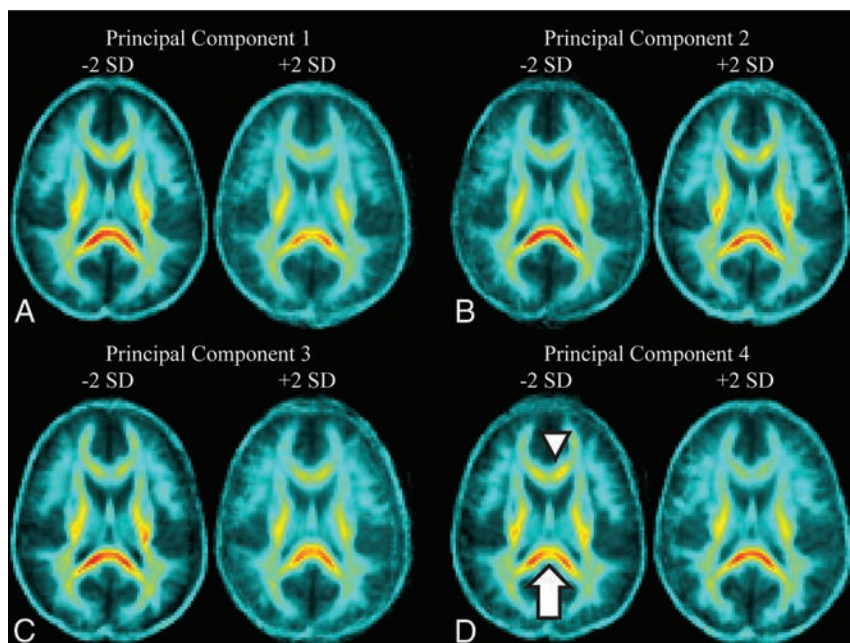 Principal Component 1
-2 SD +2 SD
A
Principal Component 2
-2 SD +2 SD
B
Principal Component 3
-2 SD +2 SD
C
Principal Component 4
-2 SD +2 SD
D